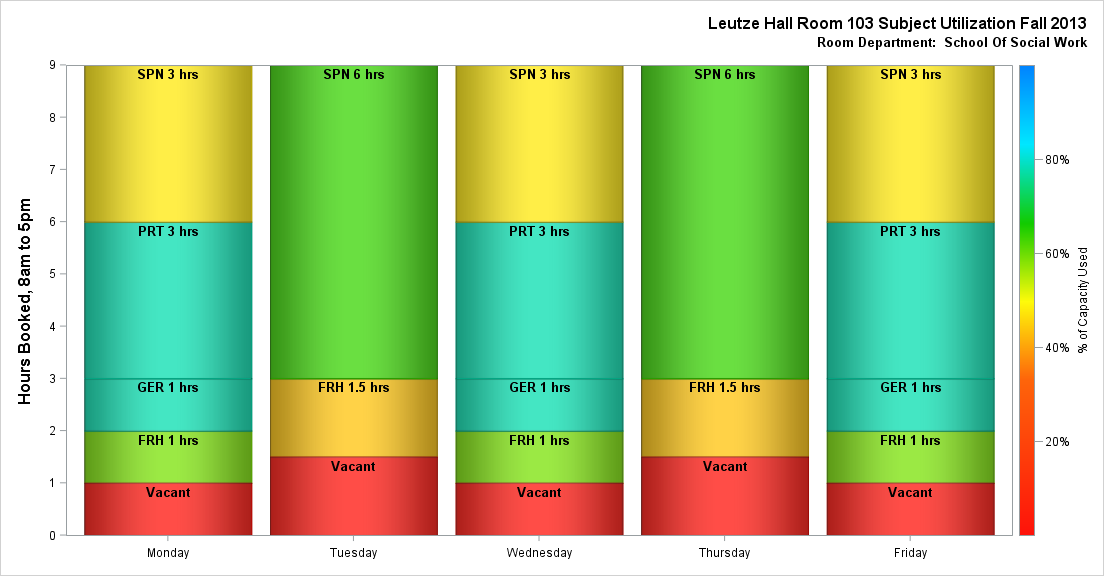 Leutze Hall Room 103 Subject Utilization Fall 2013
Room Department:  School Of Social Work
Hours Booked, 8am to 5pm
9
8
7
6
5
4
3
2
1
0
SPN 3 hrs
PRT 3 hrs
GER 1 hrs
FRH 1 hrs
Vacant
SPN 6 hrs
FRH 1.5 hrs
Vacant
SPN 3 hrs
PRT 3 hrs
GER 1 hrs
FRH 1 hrs
Vacant
SPN 6 hrs
FRH 1.5 hrs
Vacant
SPN 3 hrs
PRT 3 hrs
GER 1 hrs
FRH 1 hrs
Vacant
Monday
Tuesday
Wednesday
Thursday
Friday
80%
60%
40%
20%
% of Capacity Used